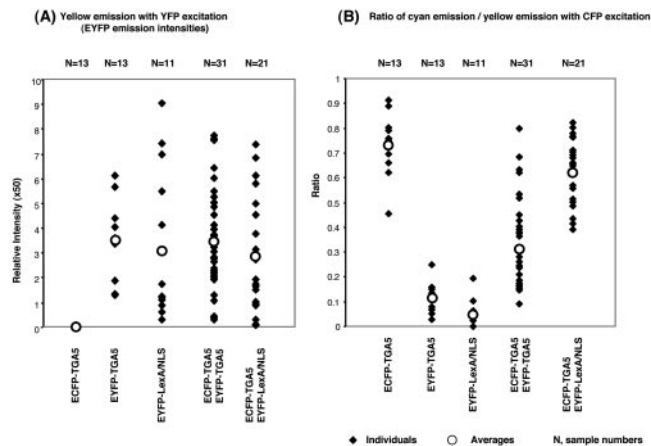 (A) Yellow emission with YFP excitation
(EYFP emission intensities)
N=13 N=13 N=11 N=31 N=21
10
9
8
7
6
5
4
3
2
1
0
Relative Intensity (x50)
ECFP-TGA5
EYFP-TGA5
EYFP-LexA/NLS
ECFP-TGA5
EYFP-TGA5
ECFP-TGA5
EYFP-LexA/NLS
(B) Ratio of cyan emission / yellow emission with CFP excitation
N=13 N=13 N=11 N=31 N=21
1
0.9
0.8
0.7
0.6
0.5
0.4
0.3
0.2
0.1
0
Ratio
ECFP-TGA5
EYFP-TGA5
EYFP-LexA/NLS
ECFP-TGA5
EYFP-TGA5
ECFP-TGA5
EYFP-LexA/NLS
Individuals Averages N, sample numbers